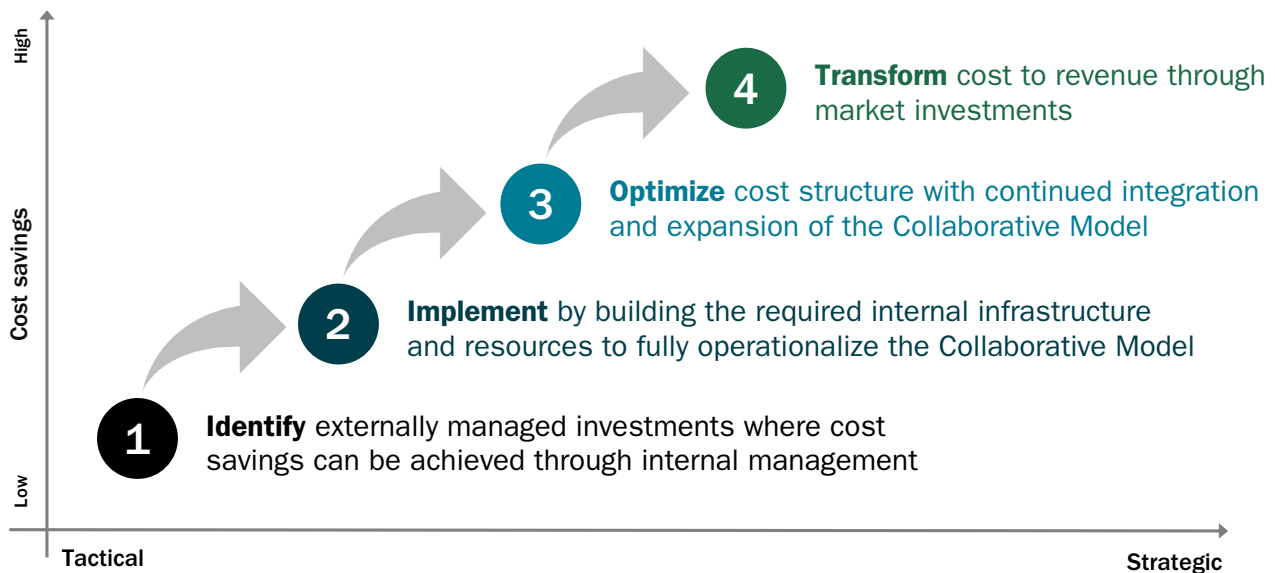 High
4
Transform cost to revenue through
market investments
3
Optimize cost structure with continued integration
and expansion of the Collaborative Model
Cost savings
2
Implement by building the required internal infrastructure
and resources to fully operationalize the Collaborative Model
1
Identify externally managed investments where cost
savings can be achieved through internal management
Low
Tactical
Strategic